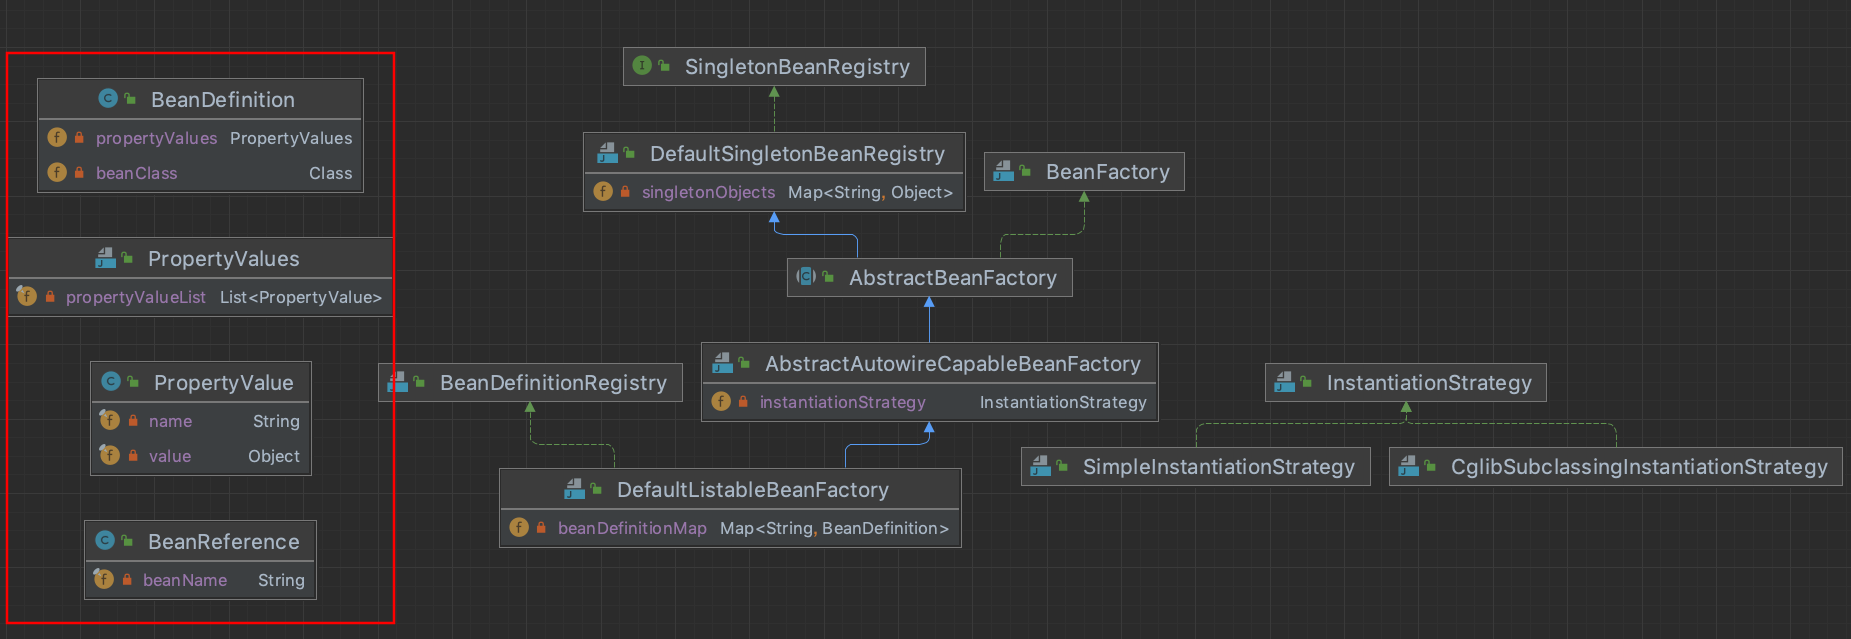 BeanDefinition
propertyValues PropertyValues
beanClass Class
PropertyValues
propertyValueList List<PropertyValue>
PropertyValue
name String
value Object
BeanReference
beanName String
SingletonBeanRegistry
DefaultSingletonBeanRegistry
singletonObjects Map<String, Object>
BeanFactory
AbstractBeanFactory
BeanDefinitionRegistry
AbstractAutowireCapableBeanFactory
instantiationStrategy InstantiationStrategy
DefaultListableBeanFactory
beanDefinitionMap Map<String, BeanDefinition>
InstantiationStrategy
SimpleInstantiationStrategy
CglibSubclassingInstantiationStrategy